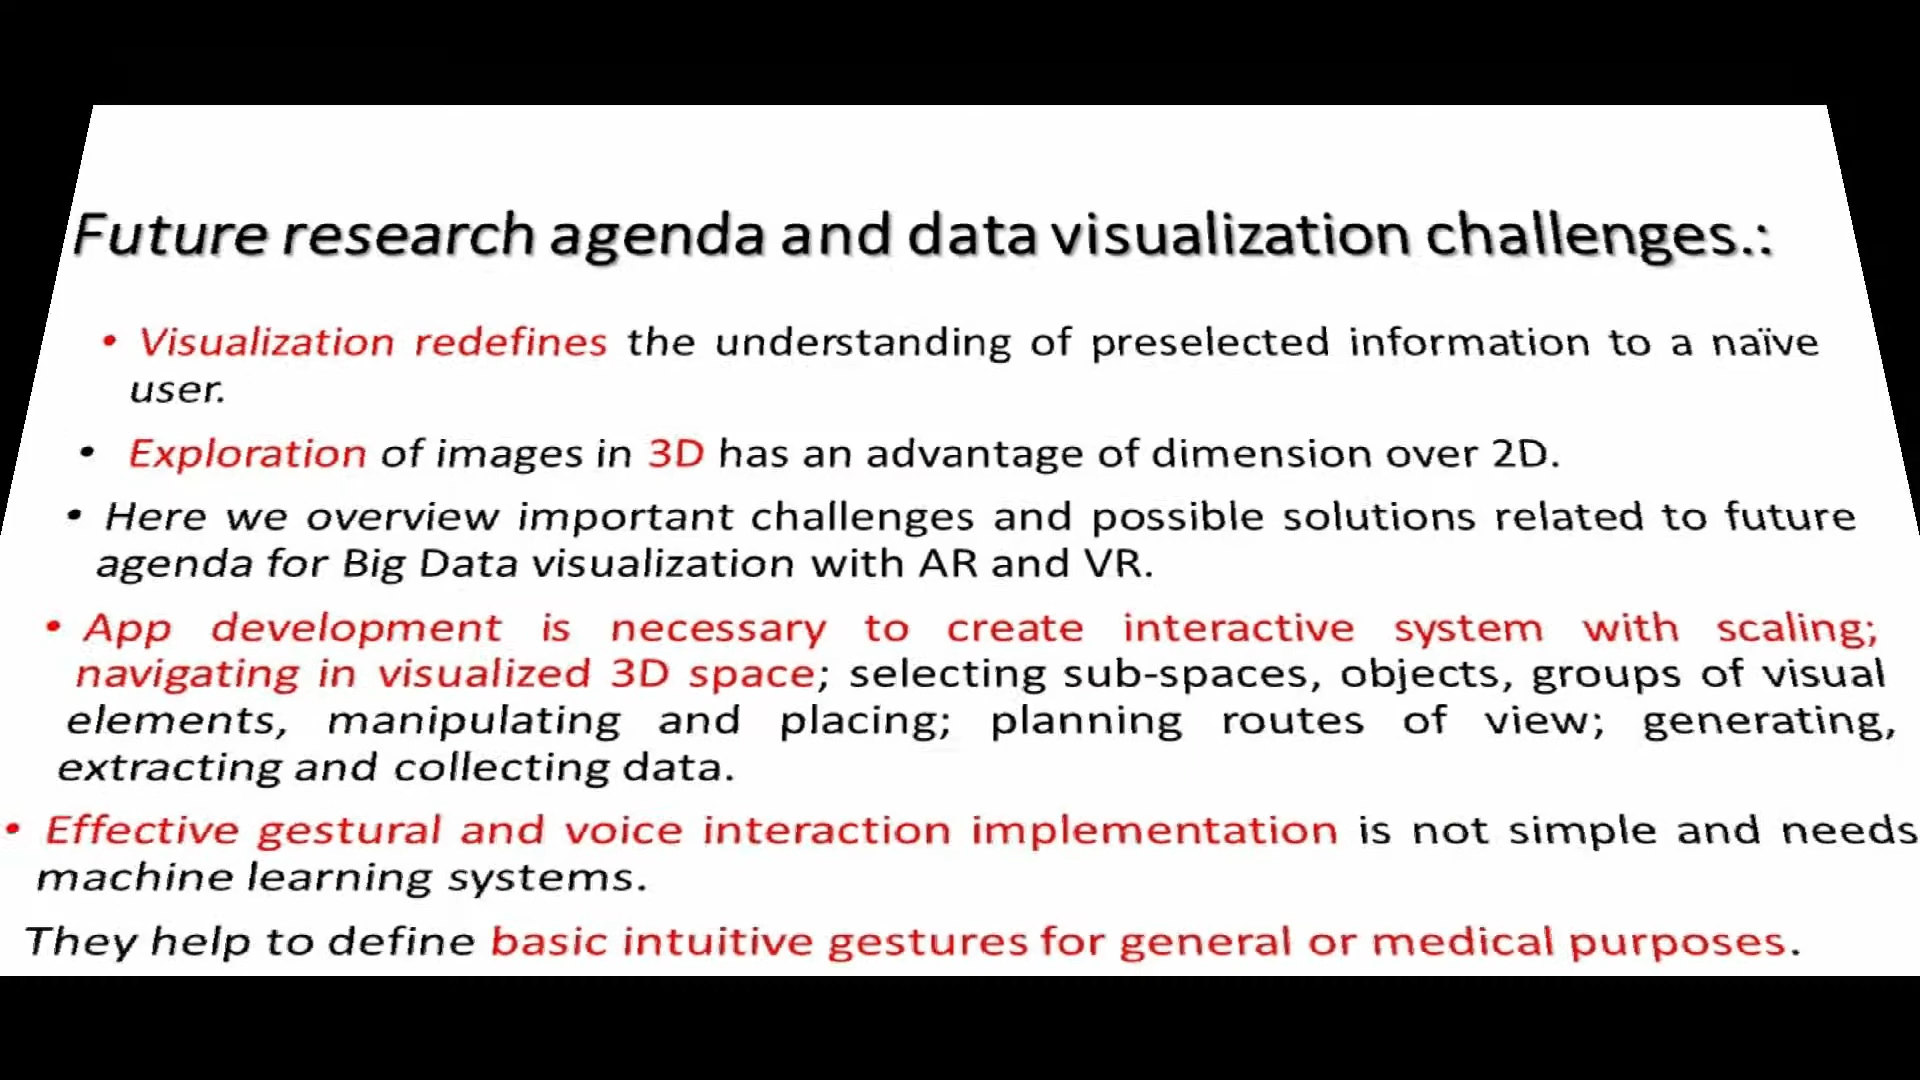 Future research agenda and data visualization challenges.:
• Visualization redefines the understanding of preselected information to a naïve
user.
• Exploration of images in 3D has an advantage of dimension over 2D.
• Here we overview important challenges and possible solutions related to future
agenda for Big Data visualization with AR and VR.
• App development is necessary to create interactive system with scaling;
navigating in visualized 3D space; selecting sub-spaces, objects, groups of visual
elements, manipulating and placing; planning routes of view; generating,
extracting and collecting data.
• Effective gestural and voice interaction implementation is not simple and needs
machine learning systems.
They help to define basic intuitive gestures for general or medical purposes.